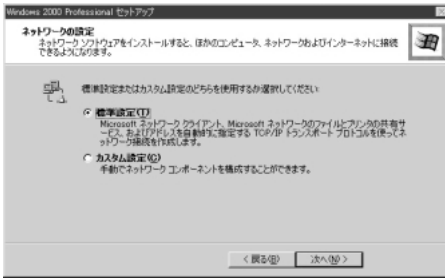 Windows 2000 Professional セットアップ
ネットワークの設定
ネットワーク ソフトウェアをインストールすると、ほかのコンピュータ、ネットワークおよびインターネットに接続
できるようになります。
標準設定またはカスタム設定のどちらを使用するか選択してください
標準設定(T)
Microsoft ネットワーク クライアント、Microsoft ネットワークのファイルとプリンタの共有サ
ービス、およびアドレスを自動的に指定する TCP/IP トランスポート プロトコルを使ってネ
ットワーク接続を作成します。
カスタム設定(C)
手動でネットワーク コンポーネントを構成することができます。
< 戻る(B)
次へ(N) >